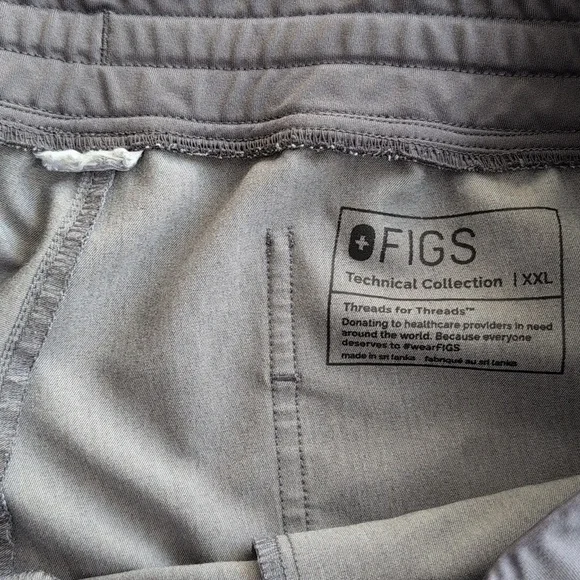 FIGS
Technical Collection | XXL
Threads for Threads™
Donating to healthcare providers in need
around the world. Because everyone
deserves to #wearFIGS
made in sri lanka fabriqué au sri lanka